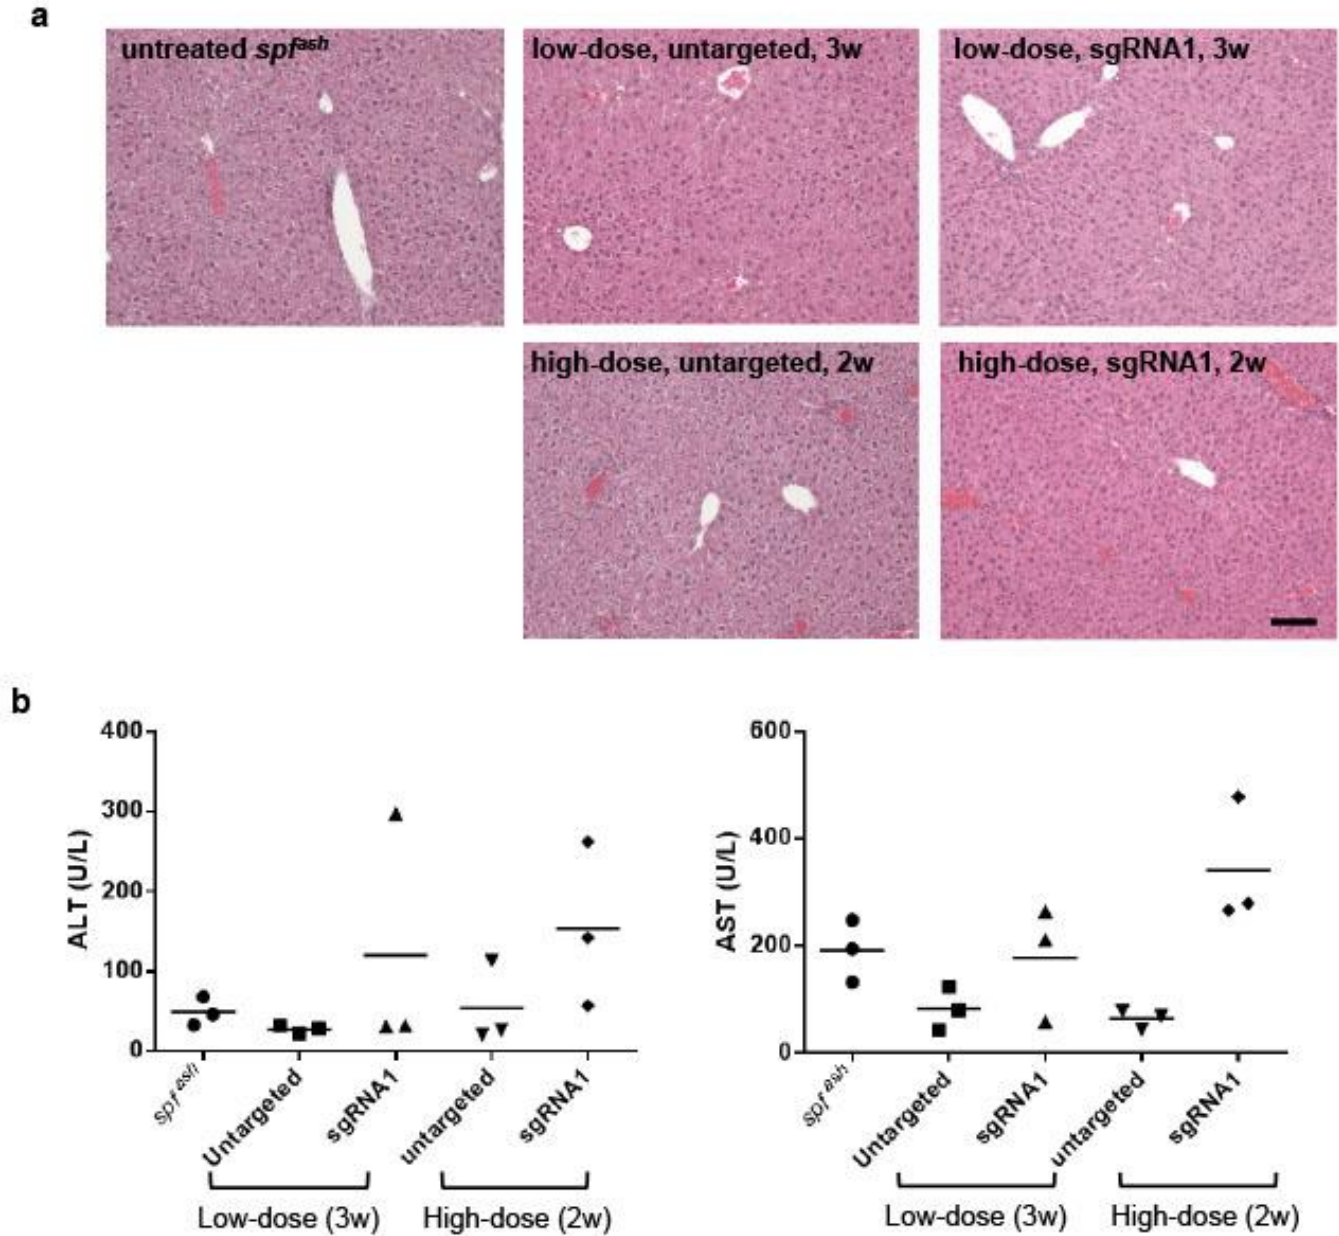 a
untreated spfash
low-dose, untargeted, 3w
low-dose, sgRNA1, 3w
high-dose, untargeted, 2w
high-dose, sgRNA1, 2w
b
ALT (U/L)
400
300
200
100
0
spf ash
Untargeted
sgRNA1
untargeted
sgRNA1
Low-dose (3w)
High-dose (2w)
AST (U/L)
600
400
200
0
spf ash
Untargeted
sgRNA1
untargeted
sgRNA1
Low-dose (3w)
High-dose (2w)